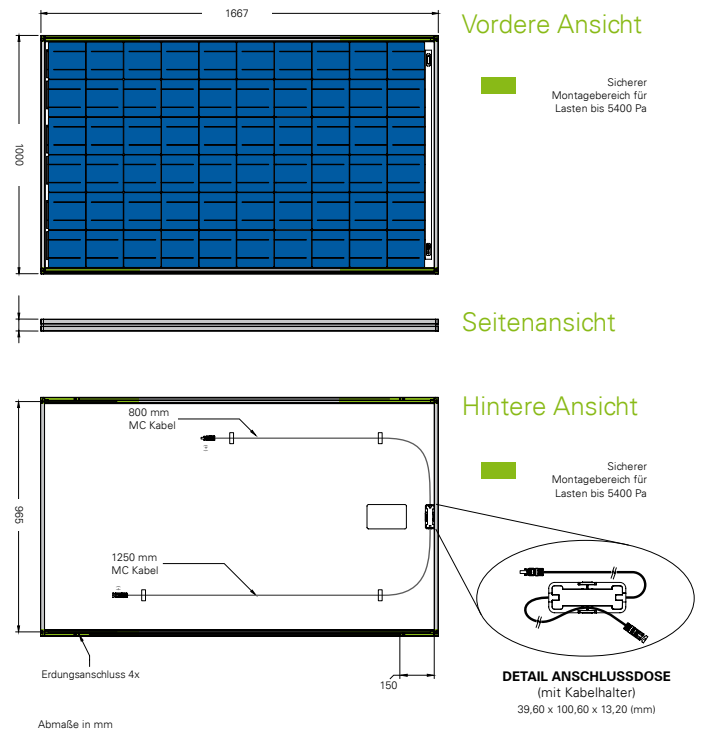 1667
Vordere Ansicht
Sicherer
Montagebereich für
Lasten bis 5400 Pa
1000
Seitenansicht
Hintere Ansicht
800 mm
MC Kabel
Sicherer
Montagebereich für
Lasten bis 5400 Pa
965
1250 mm
MC Kabel
Erdungsanschluss 4x
150
DETAIL ANSCHLUSSDOSE
(mit Kabelhalter)
39,60 x 100,60 x 13,20 (mm)
Abmaße in mm